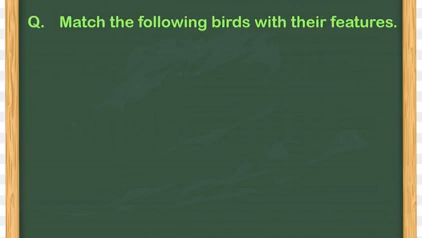 Q. Match the following birds with their features.